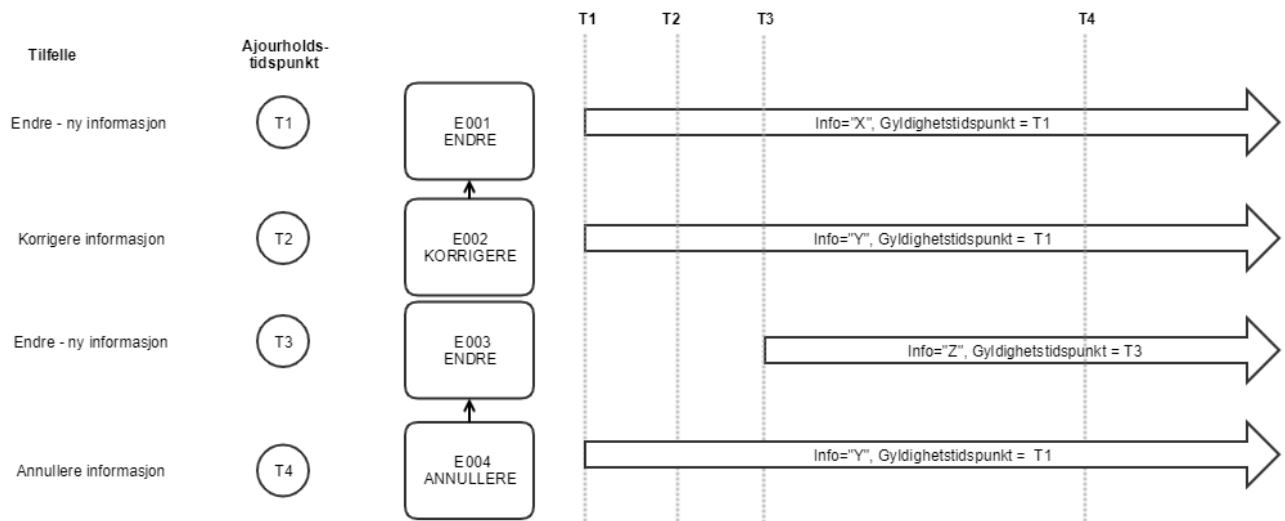 T1 T2 T3 T4
Tilfelle
Ajourholds-
tidspunkt
Endre - ny informasjon
T1
E001
ENDRE
Info="X", Gyldighetstidspunkt = T1
Korrigere informasjon
T2
E002
KORRIGERE
Info="Y", Gyldighetstidspunkt = T1
Endre - ny informasjon
T3
E003
ENDRE
Info="Z", Gyldighetstidspunkt = T3
Annullere informasjon
T4
E004
ANNULLERE
Info="Y", Gyldighetstidspunkt = T1